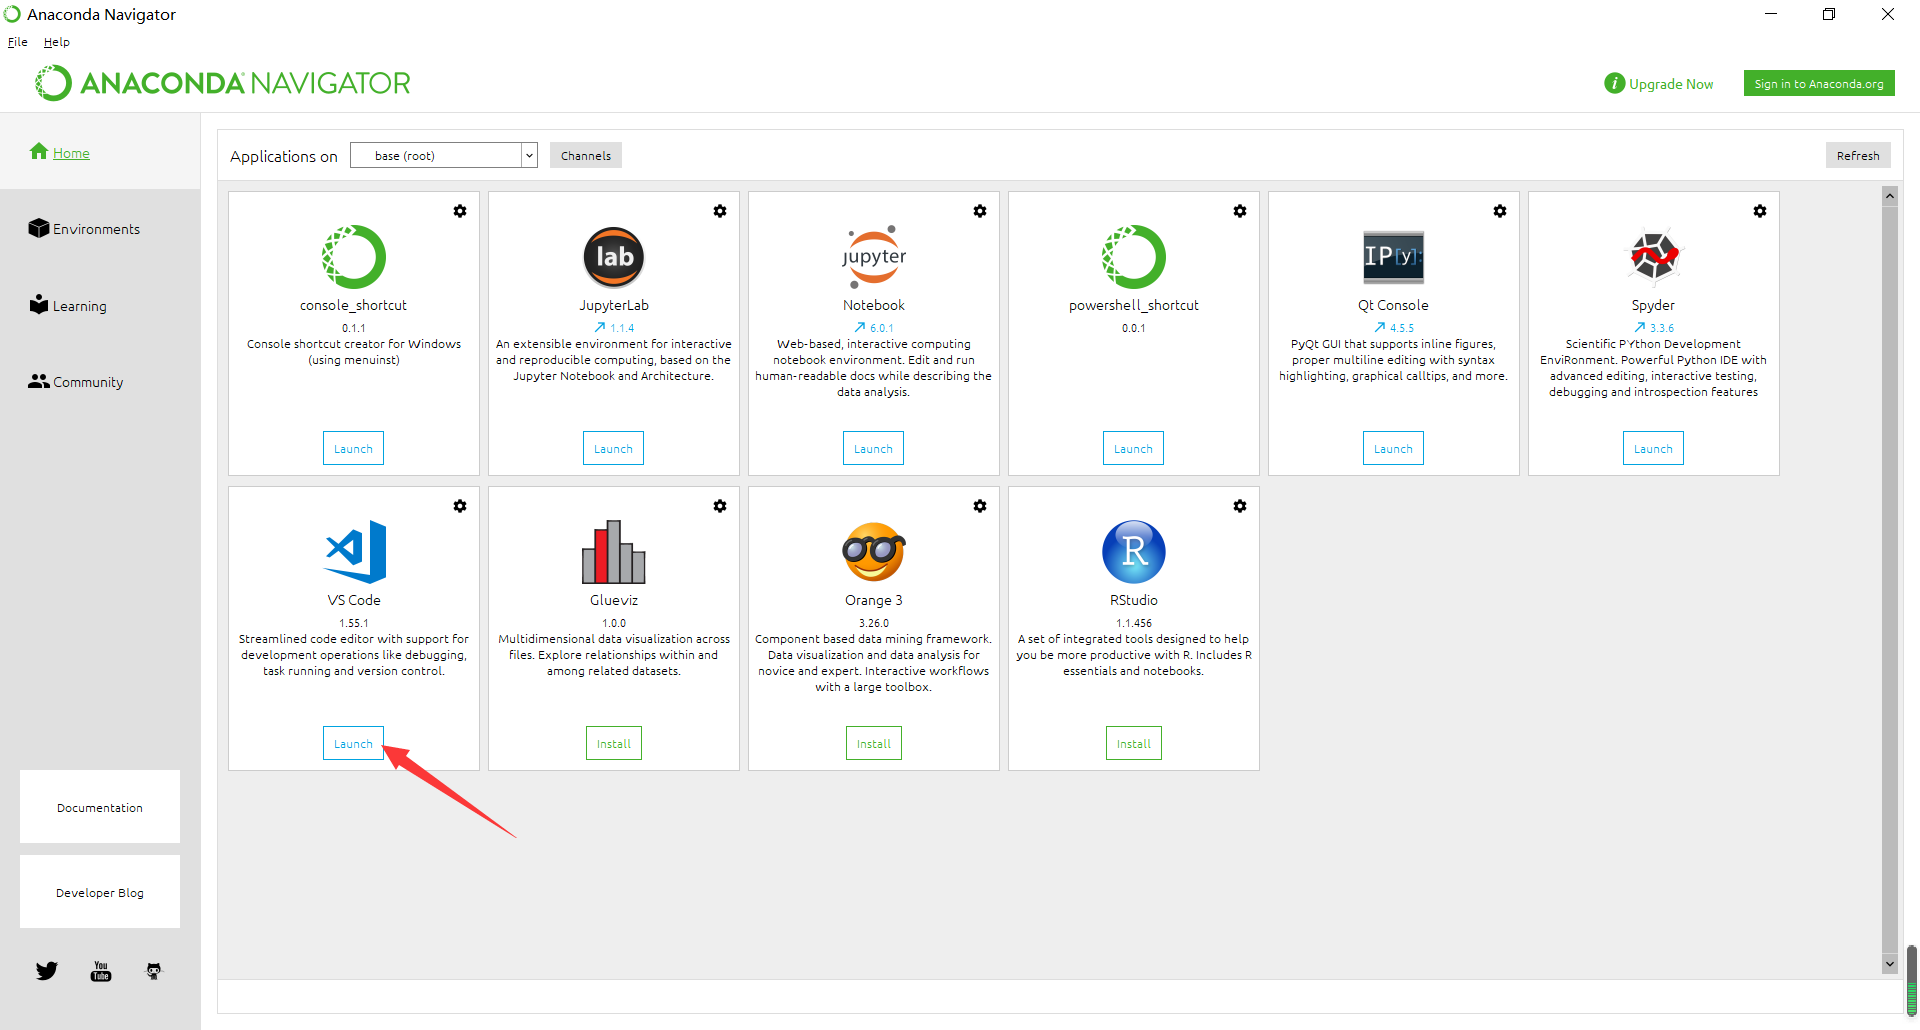 Anaconda Navigator
File Help
ANACONDA NAVIGATOR
i Upgrade Now
Sign in to Anaconda.org
Home
Environments
Learning
Community
Documentation
Developer Blog
You
Tube
Applications on
base (root)
Channels
Refresh
console_shortcut
0.1.1
Console shortcut creator for Windows
(using menuinst)
Launch
lab
JupyterLab
1.1.4
An extensible environment for interactive
and reproducible computing, based on the
Jupyter Notebook and Architecture.
Launch
jupyter
Notebook
6.0.1
Web-based, interactive computing
notebook environment. Edit and run
human-readable docs while describing the
data analysis.
Launch
powershell_shortcut
0.0.1
Launch
IP[y]:
Qt Console
4.5.5
PyQt GUI that supports inline figures,
proper multiline editing with syntax
highlighting, graphical calltips, and more.
Launch
Spyder
3.3.6
Scientific PYthon Development
EnviRonment. Powerful Python IDE with
advanced editing, interactive testing,
debugging and introspection features
Launch
VS Code
1.55.1
Streamlined code editor with support for
development operations like debugging,
task running and version control.
Launch
Glueviz
1.0.0
Multidimensional data visualization across
files. Explore relationships within and
among related datasets.
Install
Orange 3
3.26.0
Component based data mining framework.
Data visualization and data analysis for
novice and expert. Interactive workflows
with a large toolbox.
Install
R
RStudio
1.1.456
A set of integrated tools designed to help
you be more productive with R. Includes R
essentials and notebooks.
Install